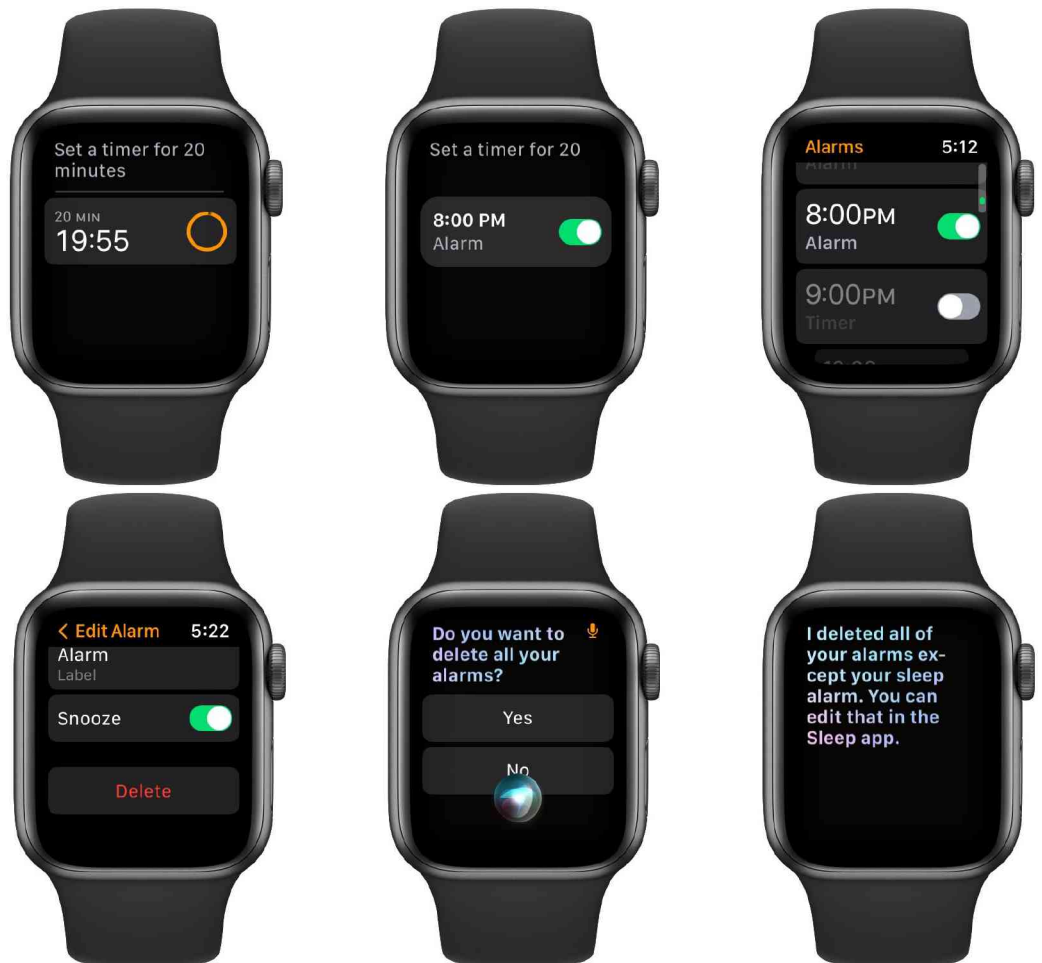 Set a timer for 20
minutes
20 MIN
19:55
Set a timer for 20
8:00 PM
Alarm
Alarms 5:12
Alarm
8:00PM
Alarm
9:00PM
Timer
< Edit Alarm 5:22
Alarm
Label
Snooze
Delete
Do you want to
delete all your
alarms?
Yes
No
I deleted all of
your alarms ex-
cept your sleep
alarm. You can
edit that in the
Sleep app.